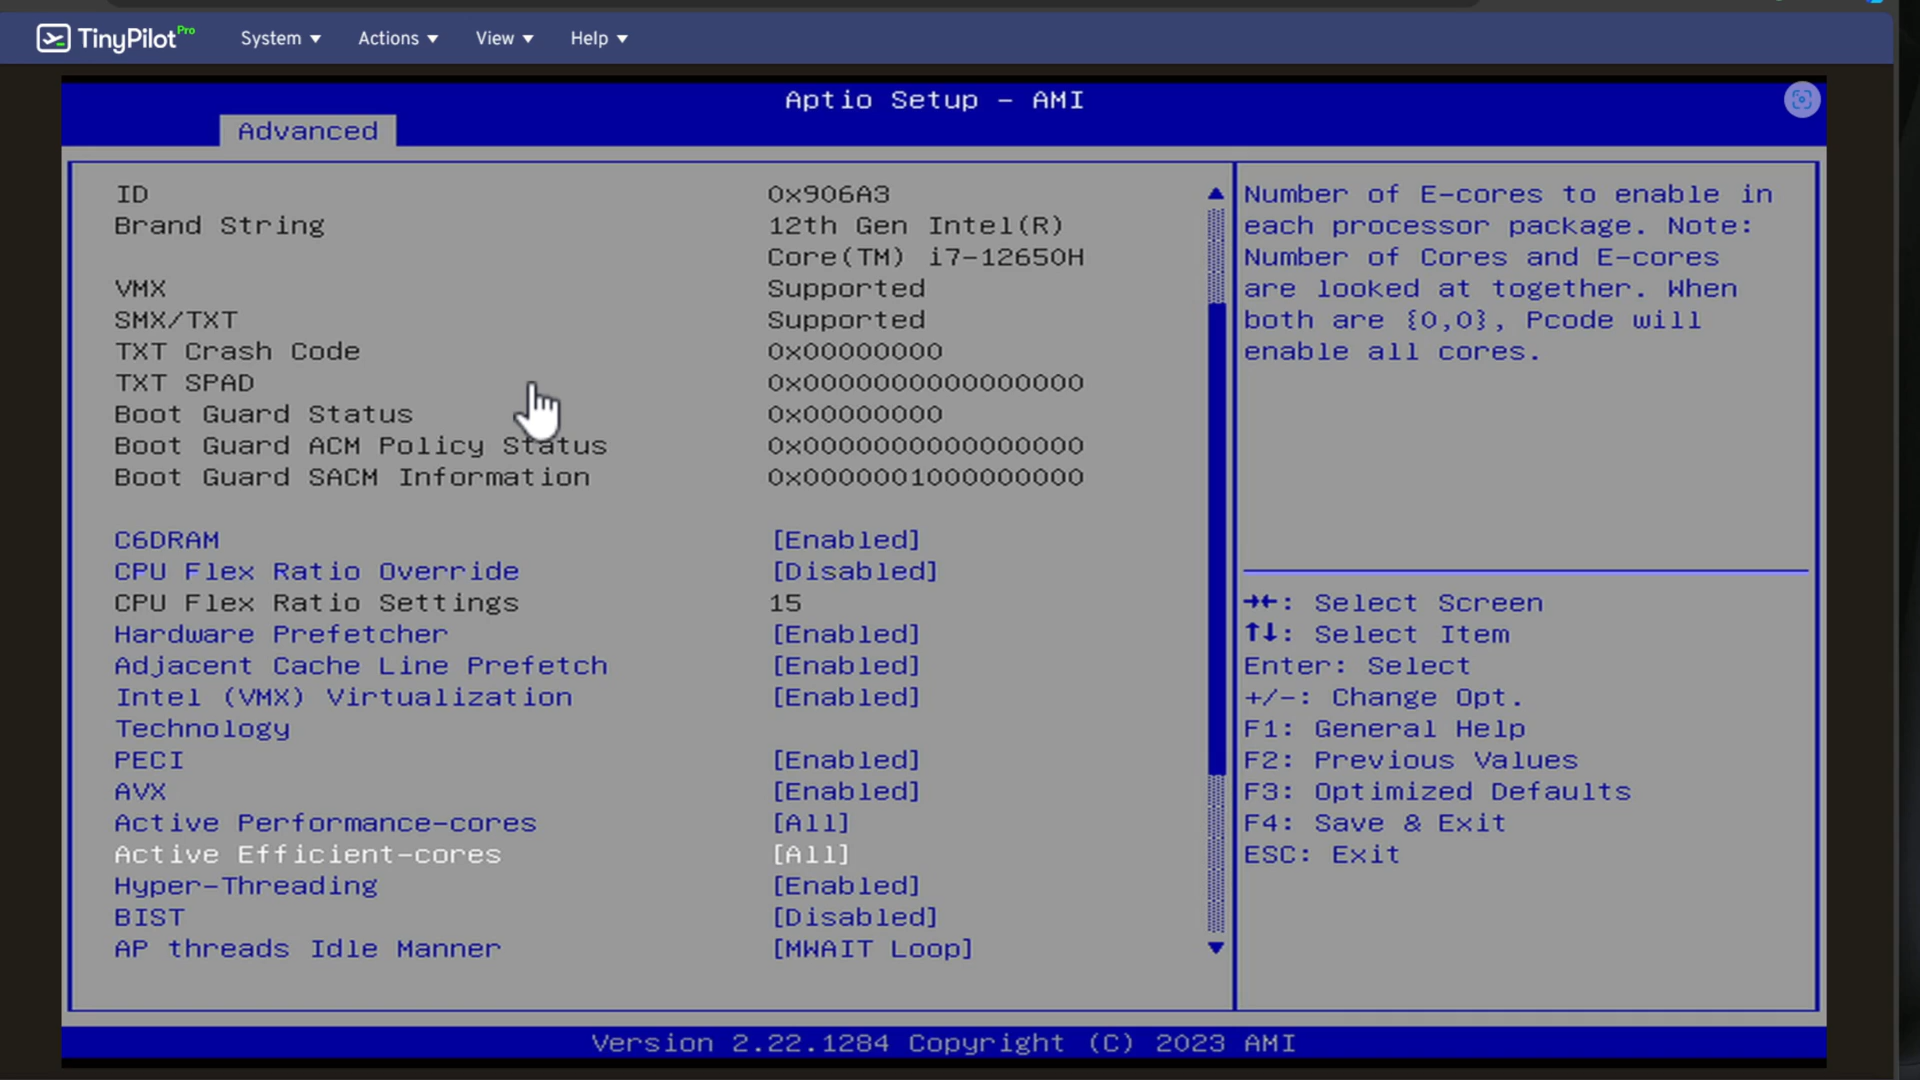 TinyPilot Pro System Actions View Help
Aptio Setup – AMI
Advanced
ID 0x906A3
Brand String 12th Gen Intel(R)
Core(TM) i7-12650H
VMX Supported
SMX/TXT Supported
TXT Crash Code 0x00000000
TXT SPAD 0x0000000000000000
Boot Guard Status 0x00000000
Boot Guard ACM Policy Status 0x0000000000000000
Boot Guard SACM Information 0x0000001000000000
C6DRAM [Enabled]
CPU Flex Ratio Override [Disabled]
CPU Flex Ratio Settings 15
Hardware Prefetcher [Enabled]
Adjacent Cache Line Prefetch [Enabled]
Intel (VMX) Virtualization [Enabled]
Technology
PECI [Enabled]
AVX [Enabled]
Active Performance-cores [All]
Active Efficient-cores [All]
Hyper-Threading [Enabled]
BIST [Disabled]
AP threads Idle Manner [MWAIT Loop]
Number of E-cores to enable in
each processor package. Note:
Number of Cores and E-cores
are looked at together. When
both are {0,0}, Pcode will
enable all cores.
→←: Select Screen
↑↓: Select Item
Enter: Select
+/-: Change Opt.
F1: General Help
F2: Previous Values
F3: Optimized Defaults
F4: Save & Exit
ESC: Exit
Version 2.22.1284 Copyright (C) 2023 AMI